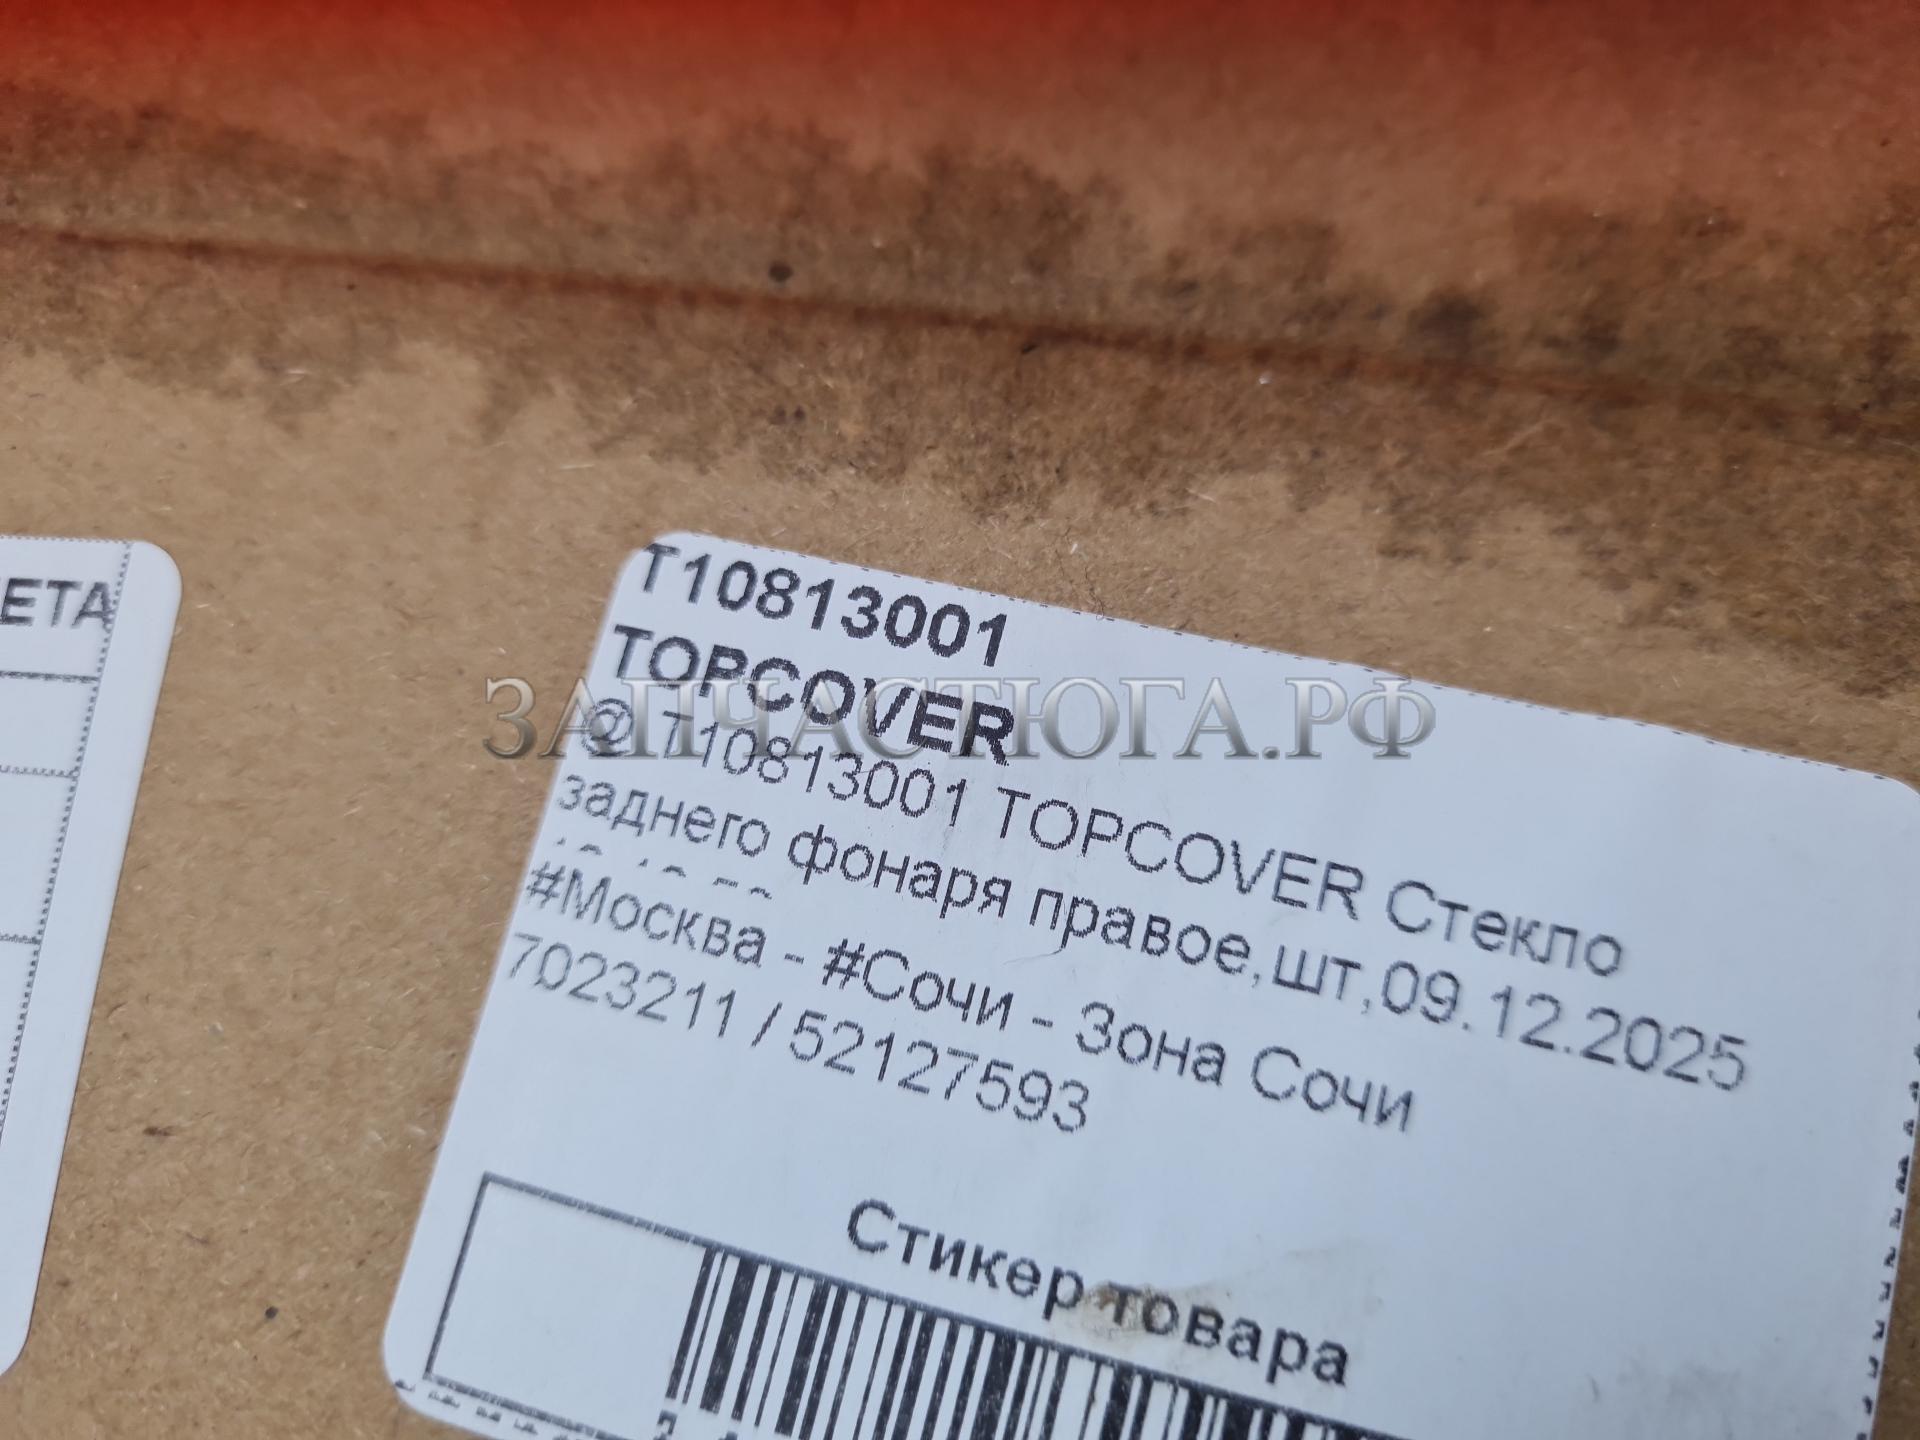 ЕТА
T10813001
TOPCOVER
ЗАПЧАСТЮГА.РФ
@ T10813001 TOPCOVER Стекло
заднего фонаря правое,шт,09.12.2025
#Москва - #Сочи - Зона Сочи
7023211 / 52127593
Стикер товара